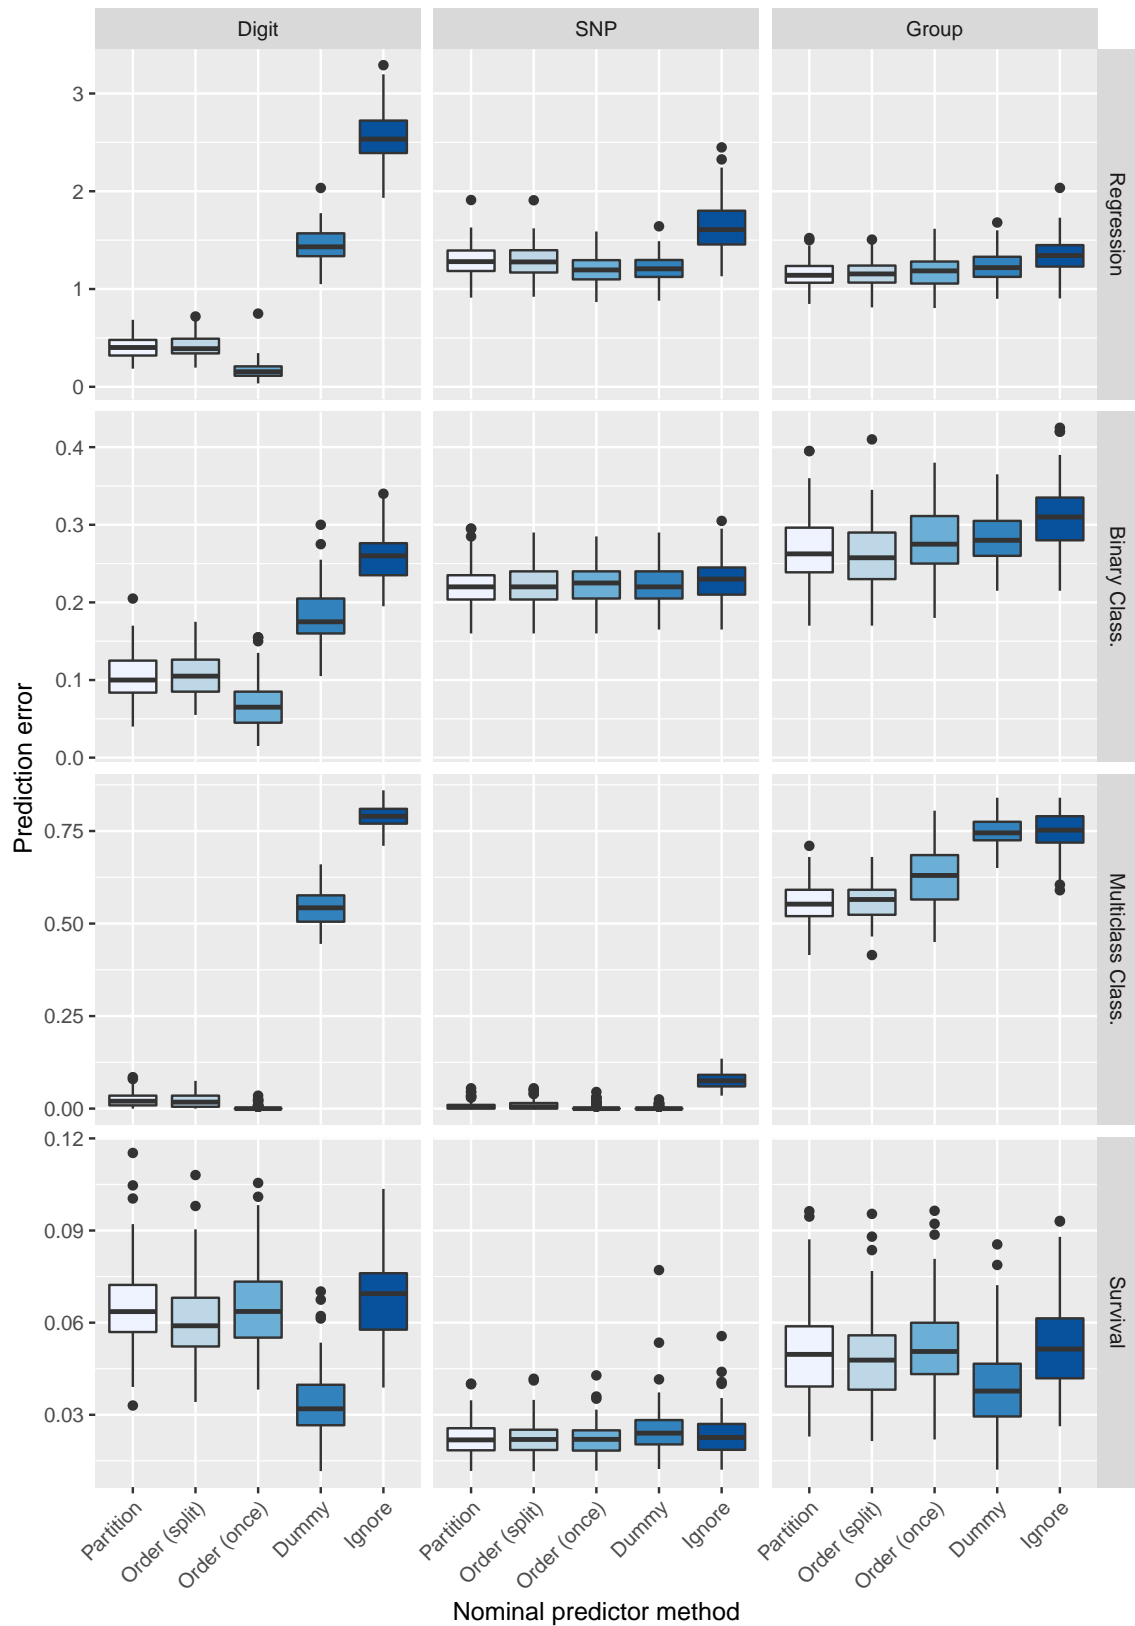 Digit SNP Group
3
2
1
0
Regression
0.4
0.3
0.2
0.1
0.0
Binary Class.
0.75
0.50
0.25
0.00
Multiclass Class.
0.12
0.09
0.06
0.03
Survival
Prediction error
Partition Order (split) Order (once) Dummy Ignore Partition Order (split) Order (once) Dummy Ignore Partition Order (split) Order (once) Dummy Ignore
Nominal predictor method